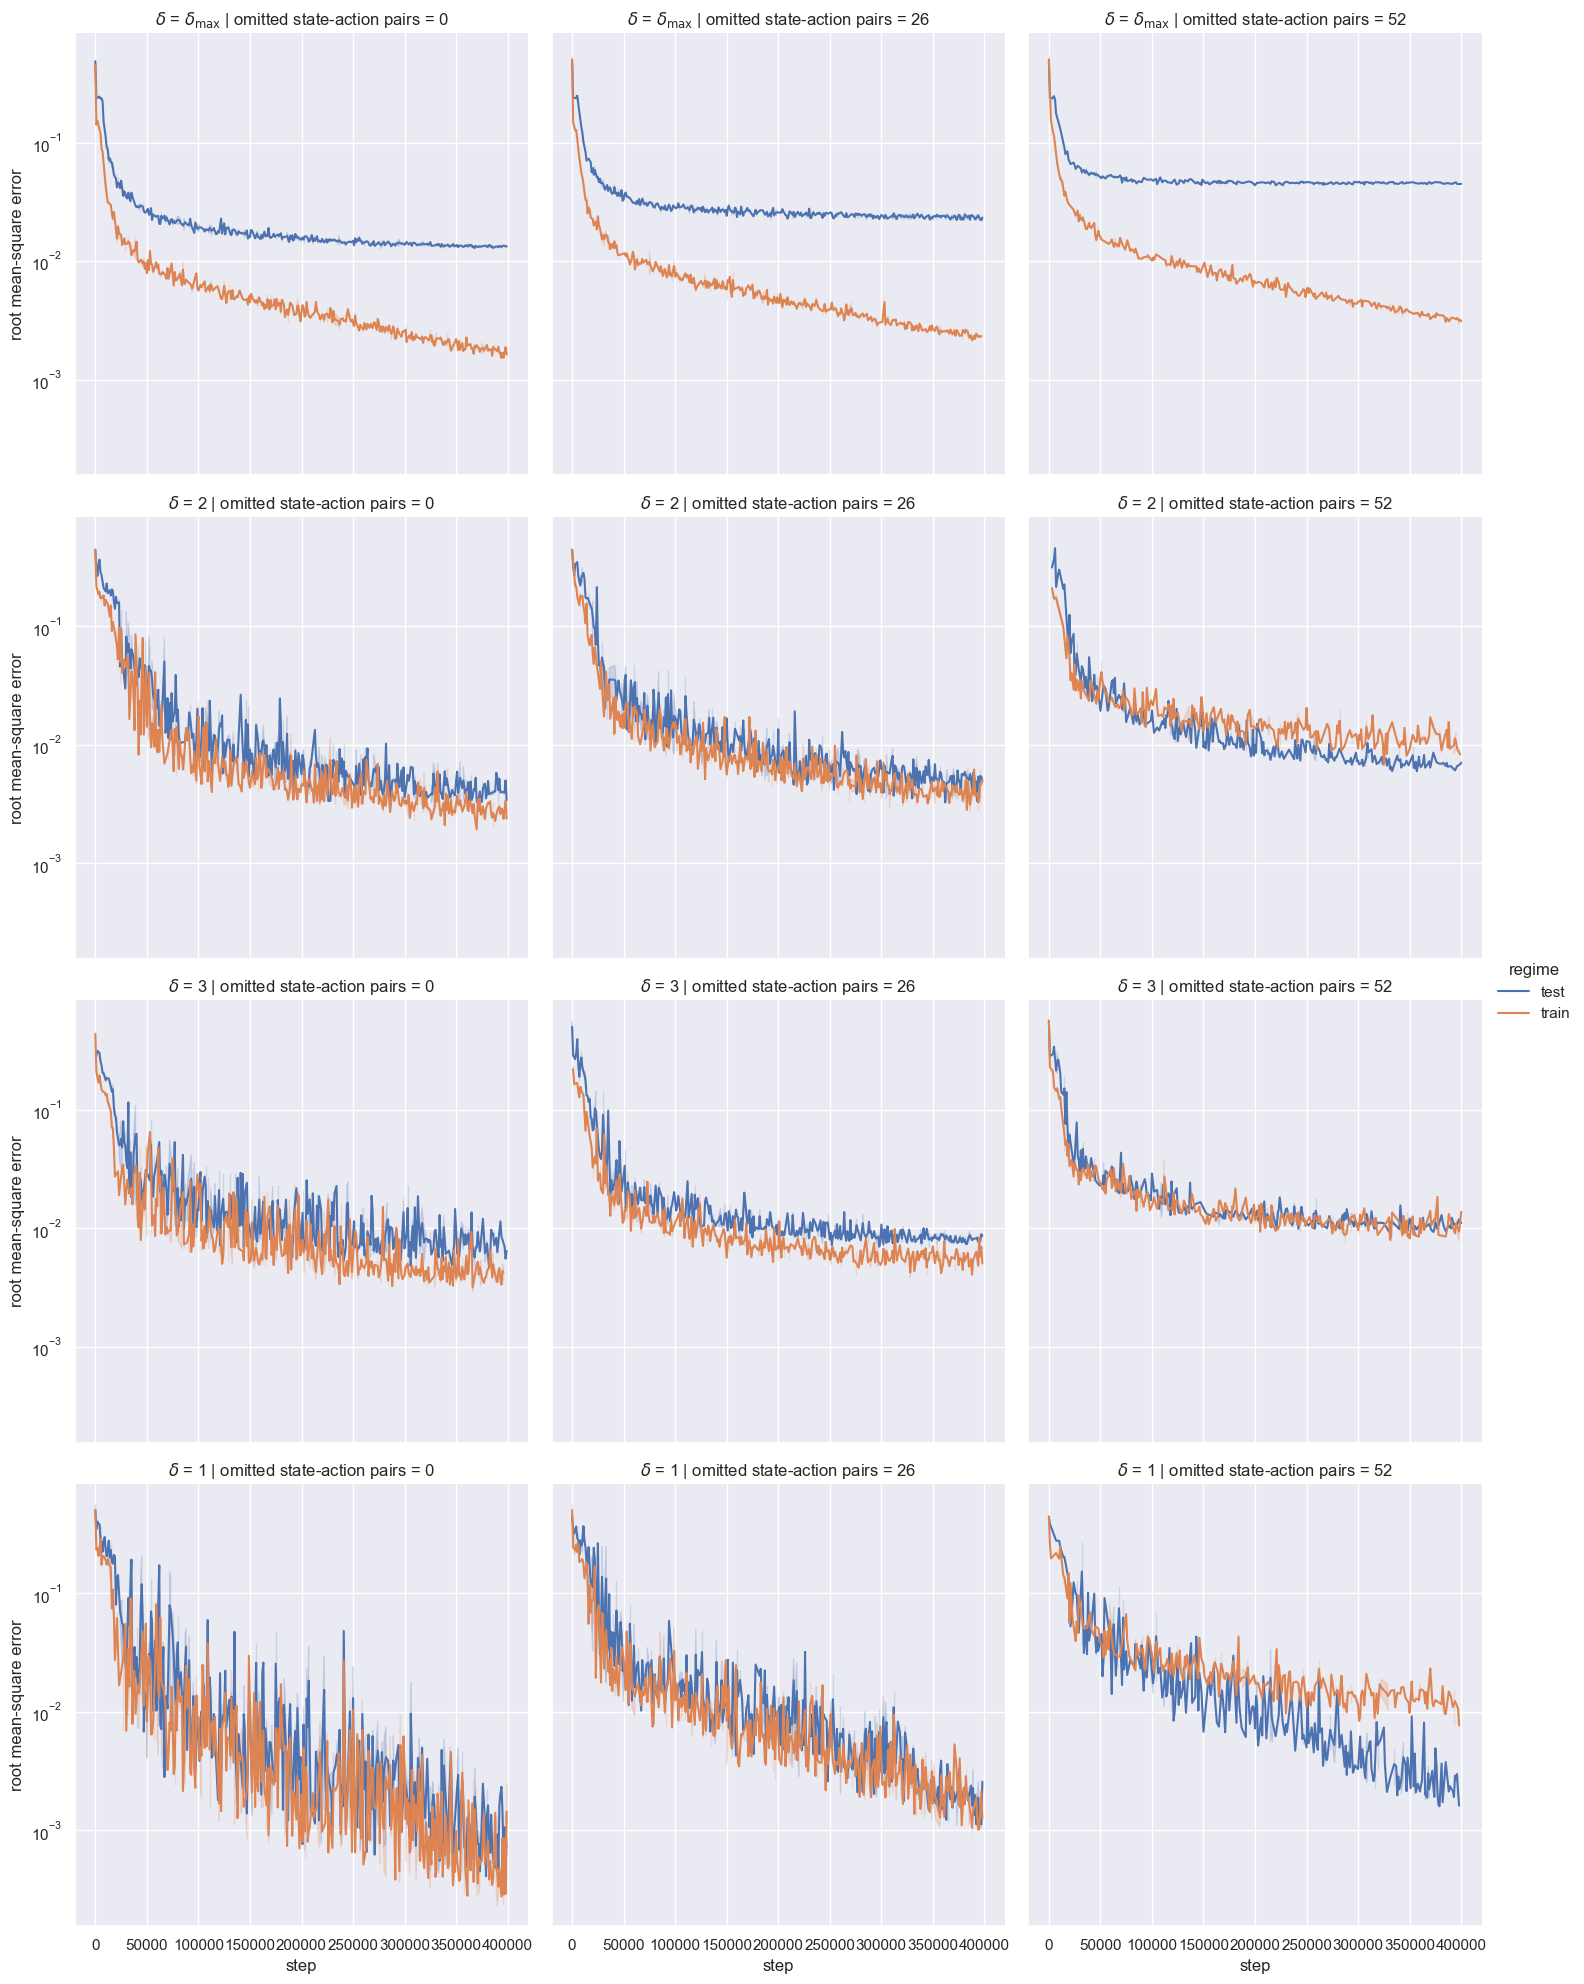 δ = δmax | omitted state-action pairs = 0
δ = δmax | omitted state-action pairs = 26
δ = δmax | omitted state-action pairs = 52
root mean-square error
10⁻¹
10⁻²
10⁻³
δ = 2 | omitted state-action pairs = 0
δ = 2 | omitted state-action pairs = 26
δ = 2 | omitted state-action pairs = 52
root mean-square error
10⁻¹
10⁻²
10⁻³
regime
test
train
δ = 3 | omitted state-action pairs = 0
δ = 3 | omitted state-action pairs = 26
δ = 3 | omitted state-action pairs = 52
root mean-square error
10⁻¹
10⁻²
10⁻³
δ = 1 | omitted state-action pairs = 0
δ = 1 | omitted state-action pairs = 26
δ = 1 | omitted state-action pairs = 52
root mean-square error
10⁻¹
10⁻²
10⁻³
0 50000 100000 150000 200000 250000 300000 350000 400000
0 50000 100000 150000 200000 250000 300000 350000 400000
0 50000 100000 150000 200000 250000 300000 350000 400000
step
step
step